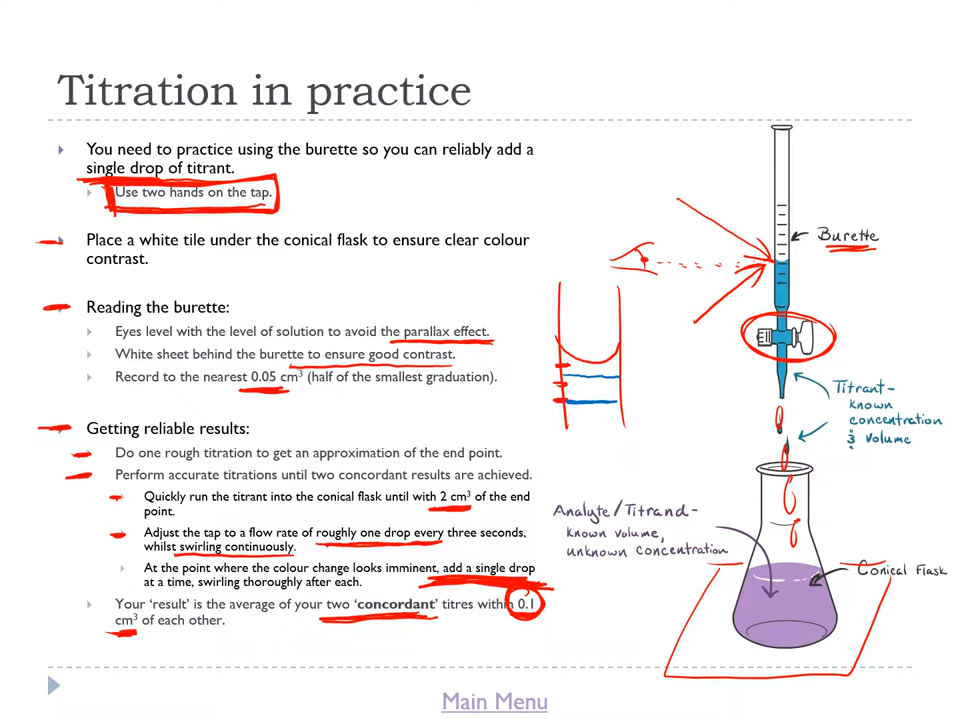 Titration in practice
You need to practice using the burette so you can reliably add a
single drop of titrant.
Use two hands on the tap.
Place a white tile under the conical flask to ensure clear colour
contrast.
Reading the burette:
Eyes level with the level of solution to avoid the parallax effect.
White sheet behind the burette to ensure good contrast.
Record to the nearest 0.05 cm³ (half of the smallest graduation).
Getting reliable results:
Do one rough titration to get an approximation of the end point.
Perform accurate titrations until two concordant results are achieved.
Quickly run the titrant into the conical flask until with 2 cm³ of the end
point.
Adjust the tap to a flow rate of roughly one drop every three seconds,
whilst swirling continuously.
At the point where the colour change looks imminent, add a single drop
at a time, swirling thoroughly after each.
Your ‘result’ is the average of your two ‘concordant’ titres within 0.1
cm³ of each other.
Burette
Titrant-
known
concentration
& volume
Analyte/Titrand-
known volume,
unknown concentration
Conical Flask
Main Menu